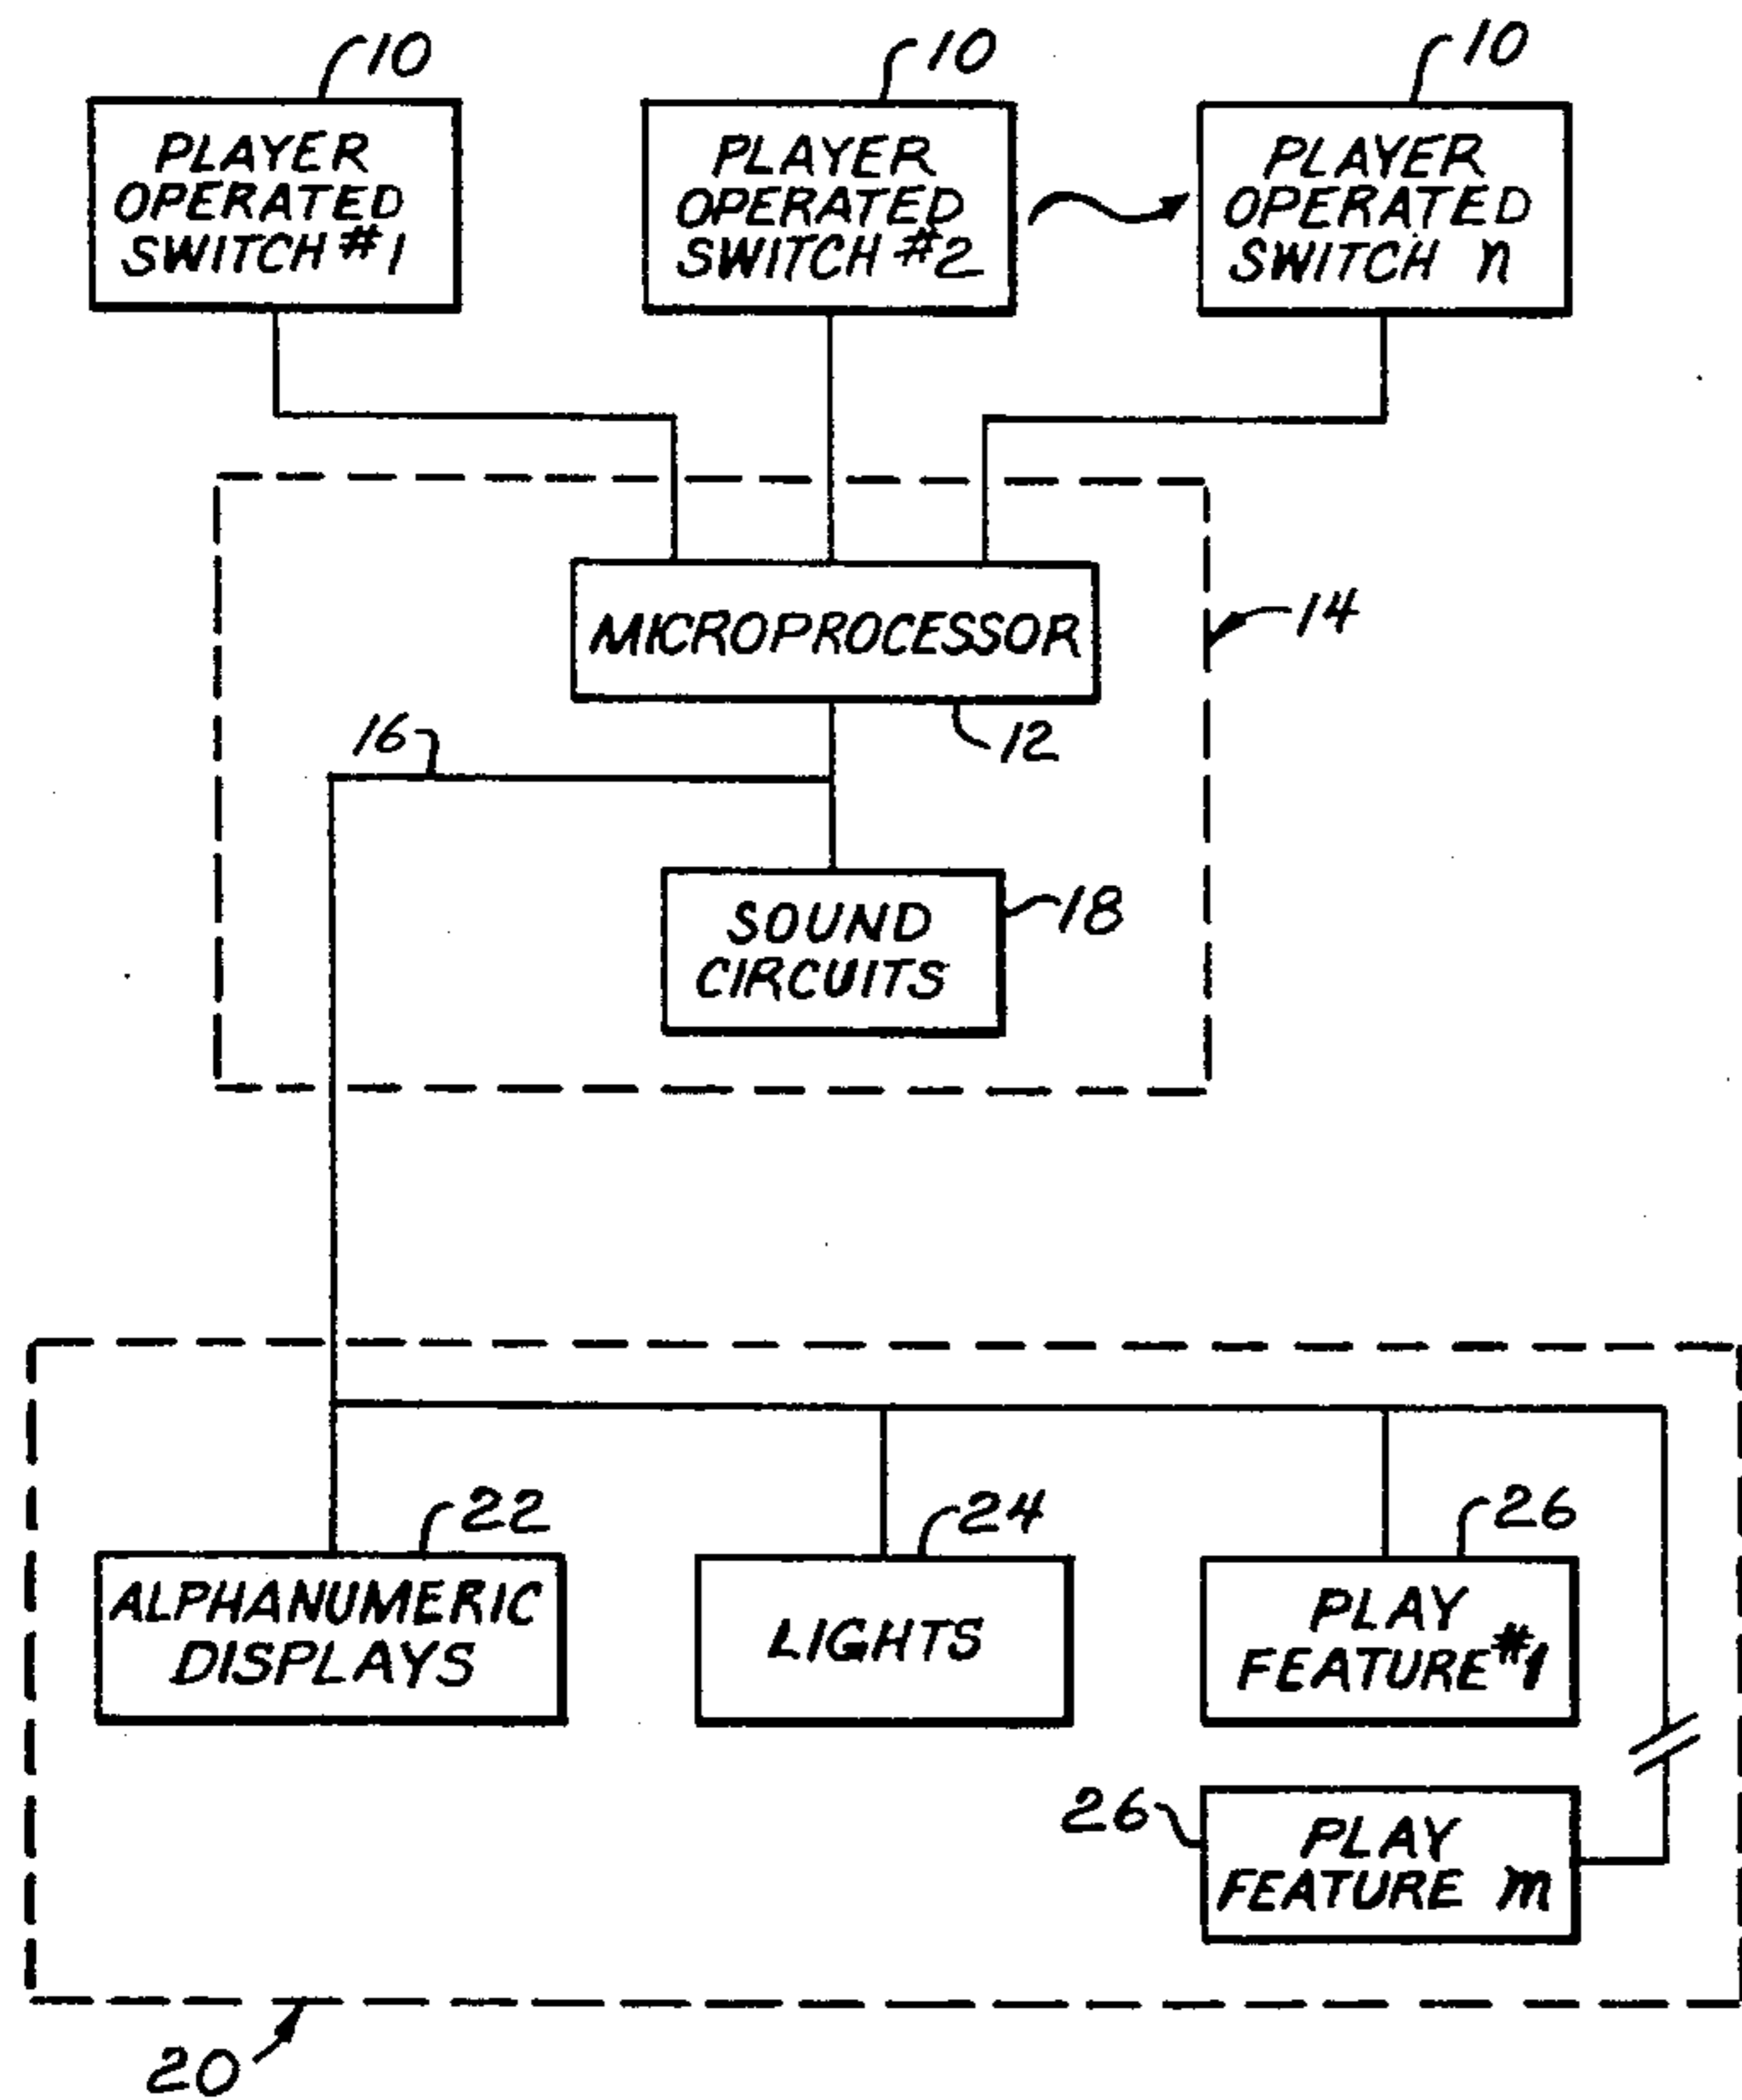 10
10
10
PLAYER
OPERATED
SWITCH #1
PLAYER
OPERATED
SWITCH #2
PLAYER
OPERATED
SWITCH n
MICROPROCESSOR
14
12
16
SOUND
CIRCUITS
18
22
24
26
ALPHANUMERIC
DISPLAYS
LIGHTS
PLAY
FEATURE #1
26
PLAY
FEATURE m
20